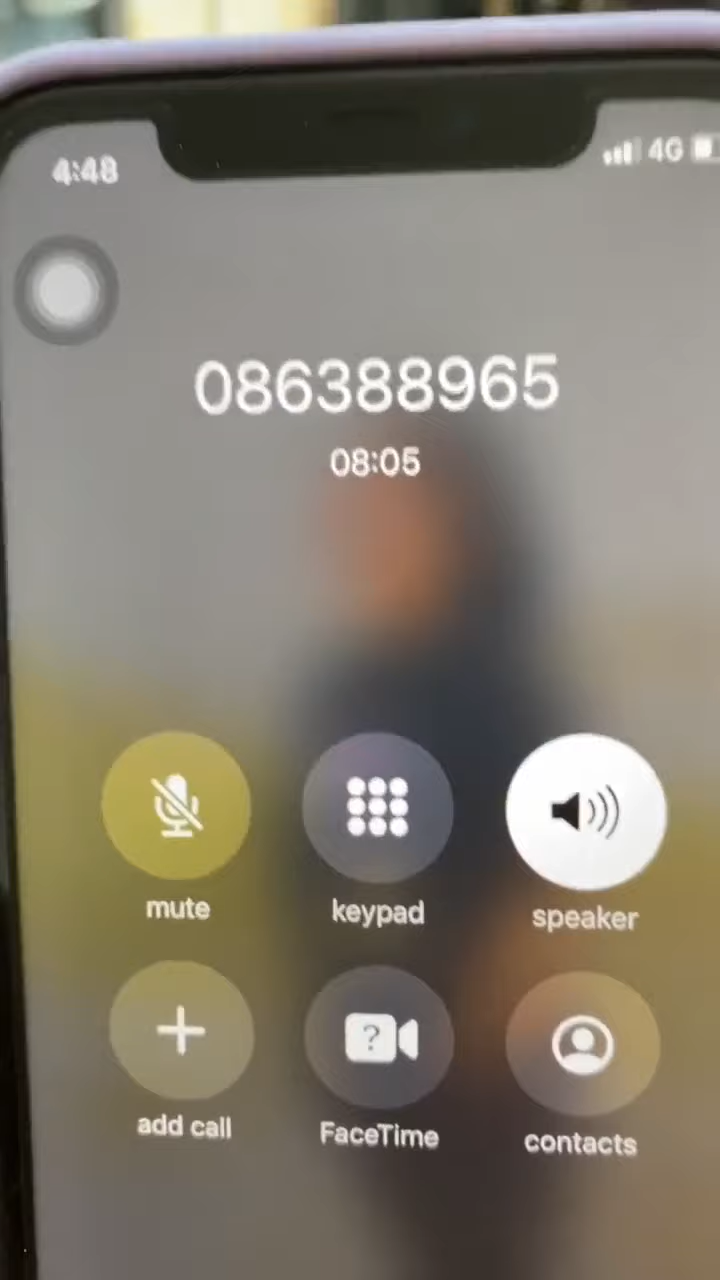 4:48
4G
086388965
08:05
mute
keypad
speaker
?
add call
FaceTime
contacts